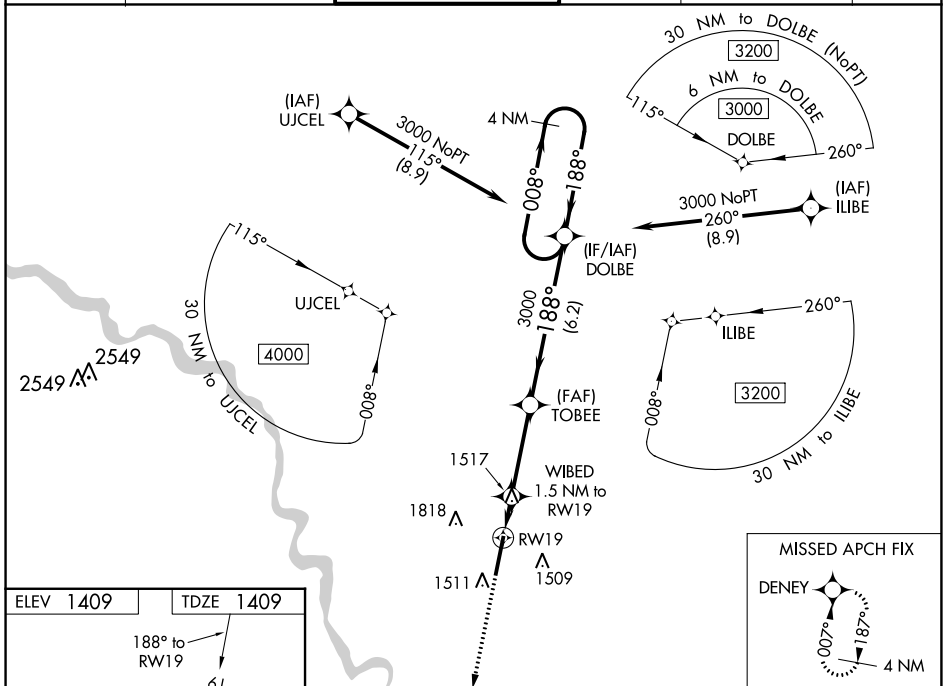 30 NM to DOLBE (NoPT)
3200
6 NM to DOLBE
3000
115°
DOLBE
260°
(IAF)
UJCEL
3000 NoPT
115°
(8.9)
4 NM
008°
188°
(IF/IAF)
DOLBE
3000 NoPT
260°
(8.9)
(IAF)
ILIBE
115°
UJCEL
30 NM to UJCEL
4000
008°
3000
188°
(6.2)
260°
ILIBE
008°
3200
30 NM to ILIBE
2549
2549
(FAF)
TOBEE
1517
WIBED
1.5 NM to
RW19
1818
RW19
1511
1509
MISSED APCH FIX
DENEY
007°
187°
4 NM
ELEV 1409
TDZE 1409
188° to
RW19